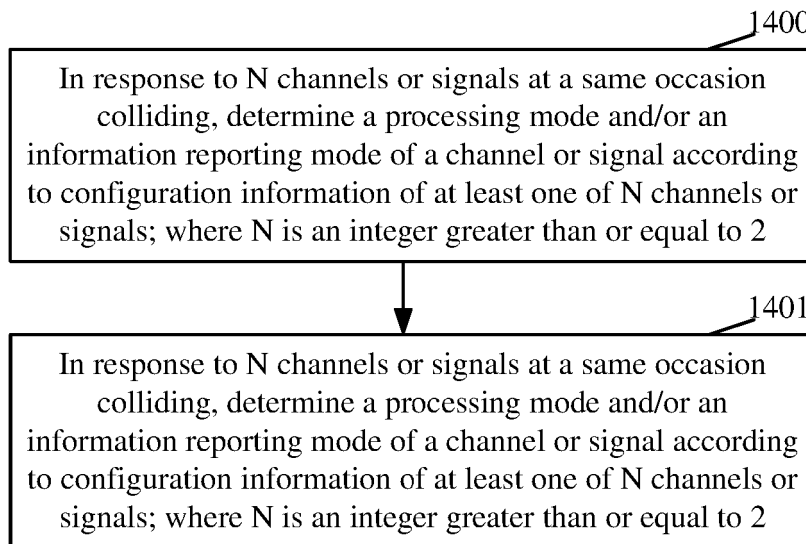 1400
In response to N channels or signals at a same occasion
colliding, determine a processing mode and/or an
information reporting mode of a channel or signal according
to configuration information of at least one of N channels or
signals; where N is an integer greater than or equal to 2
1401
In response to N channels or signals at a same occasion
colliding, determine a processing mode and/or an
information reporting mode of a channel or signal according
to configuration information of at least one of N channels or
signals; where N is an integer greater than or equal to 2